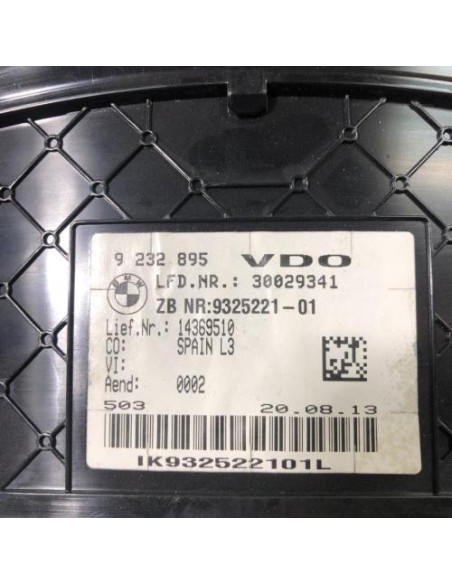 9 232 895 VDO
BMW
LFD.NR.: 30029341
ZB NR:9325221-01
Lief.Nr.: 14369510
CO: SPAIN L3
VI:
Aend: 0002
503 20.08.13
IK932522101L